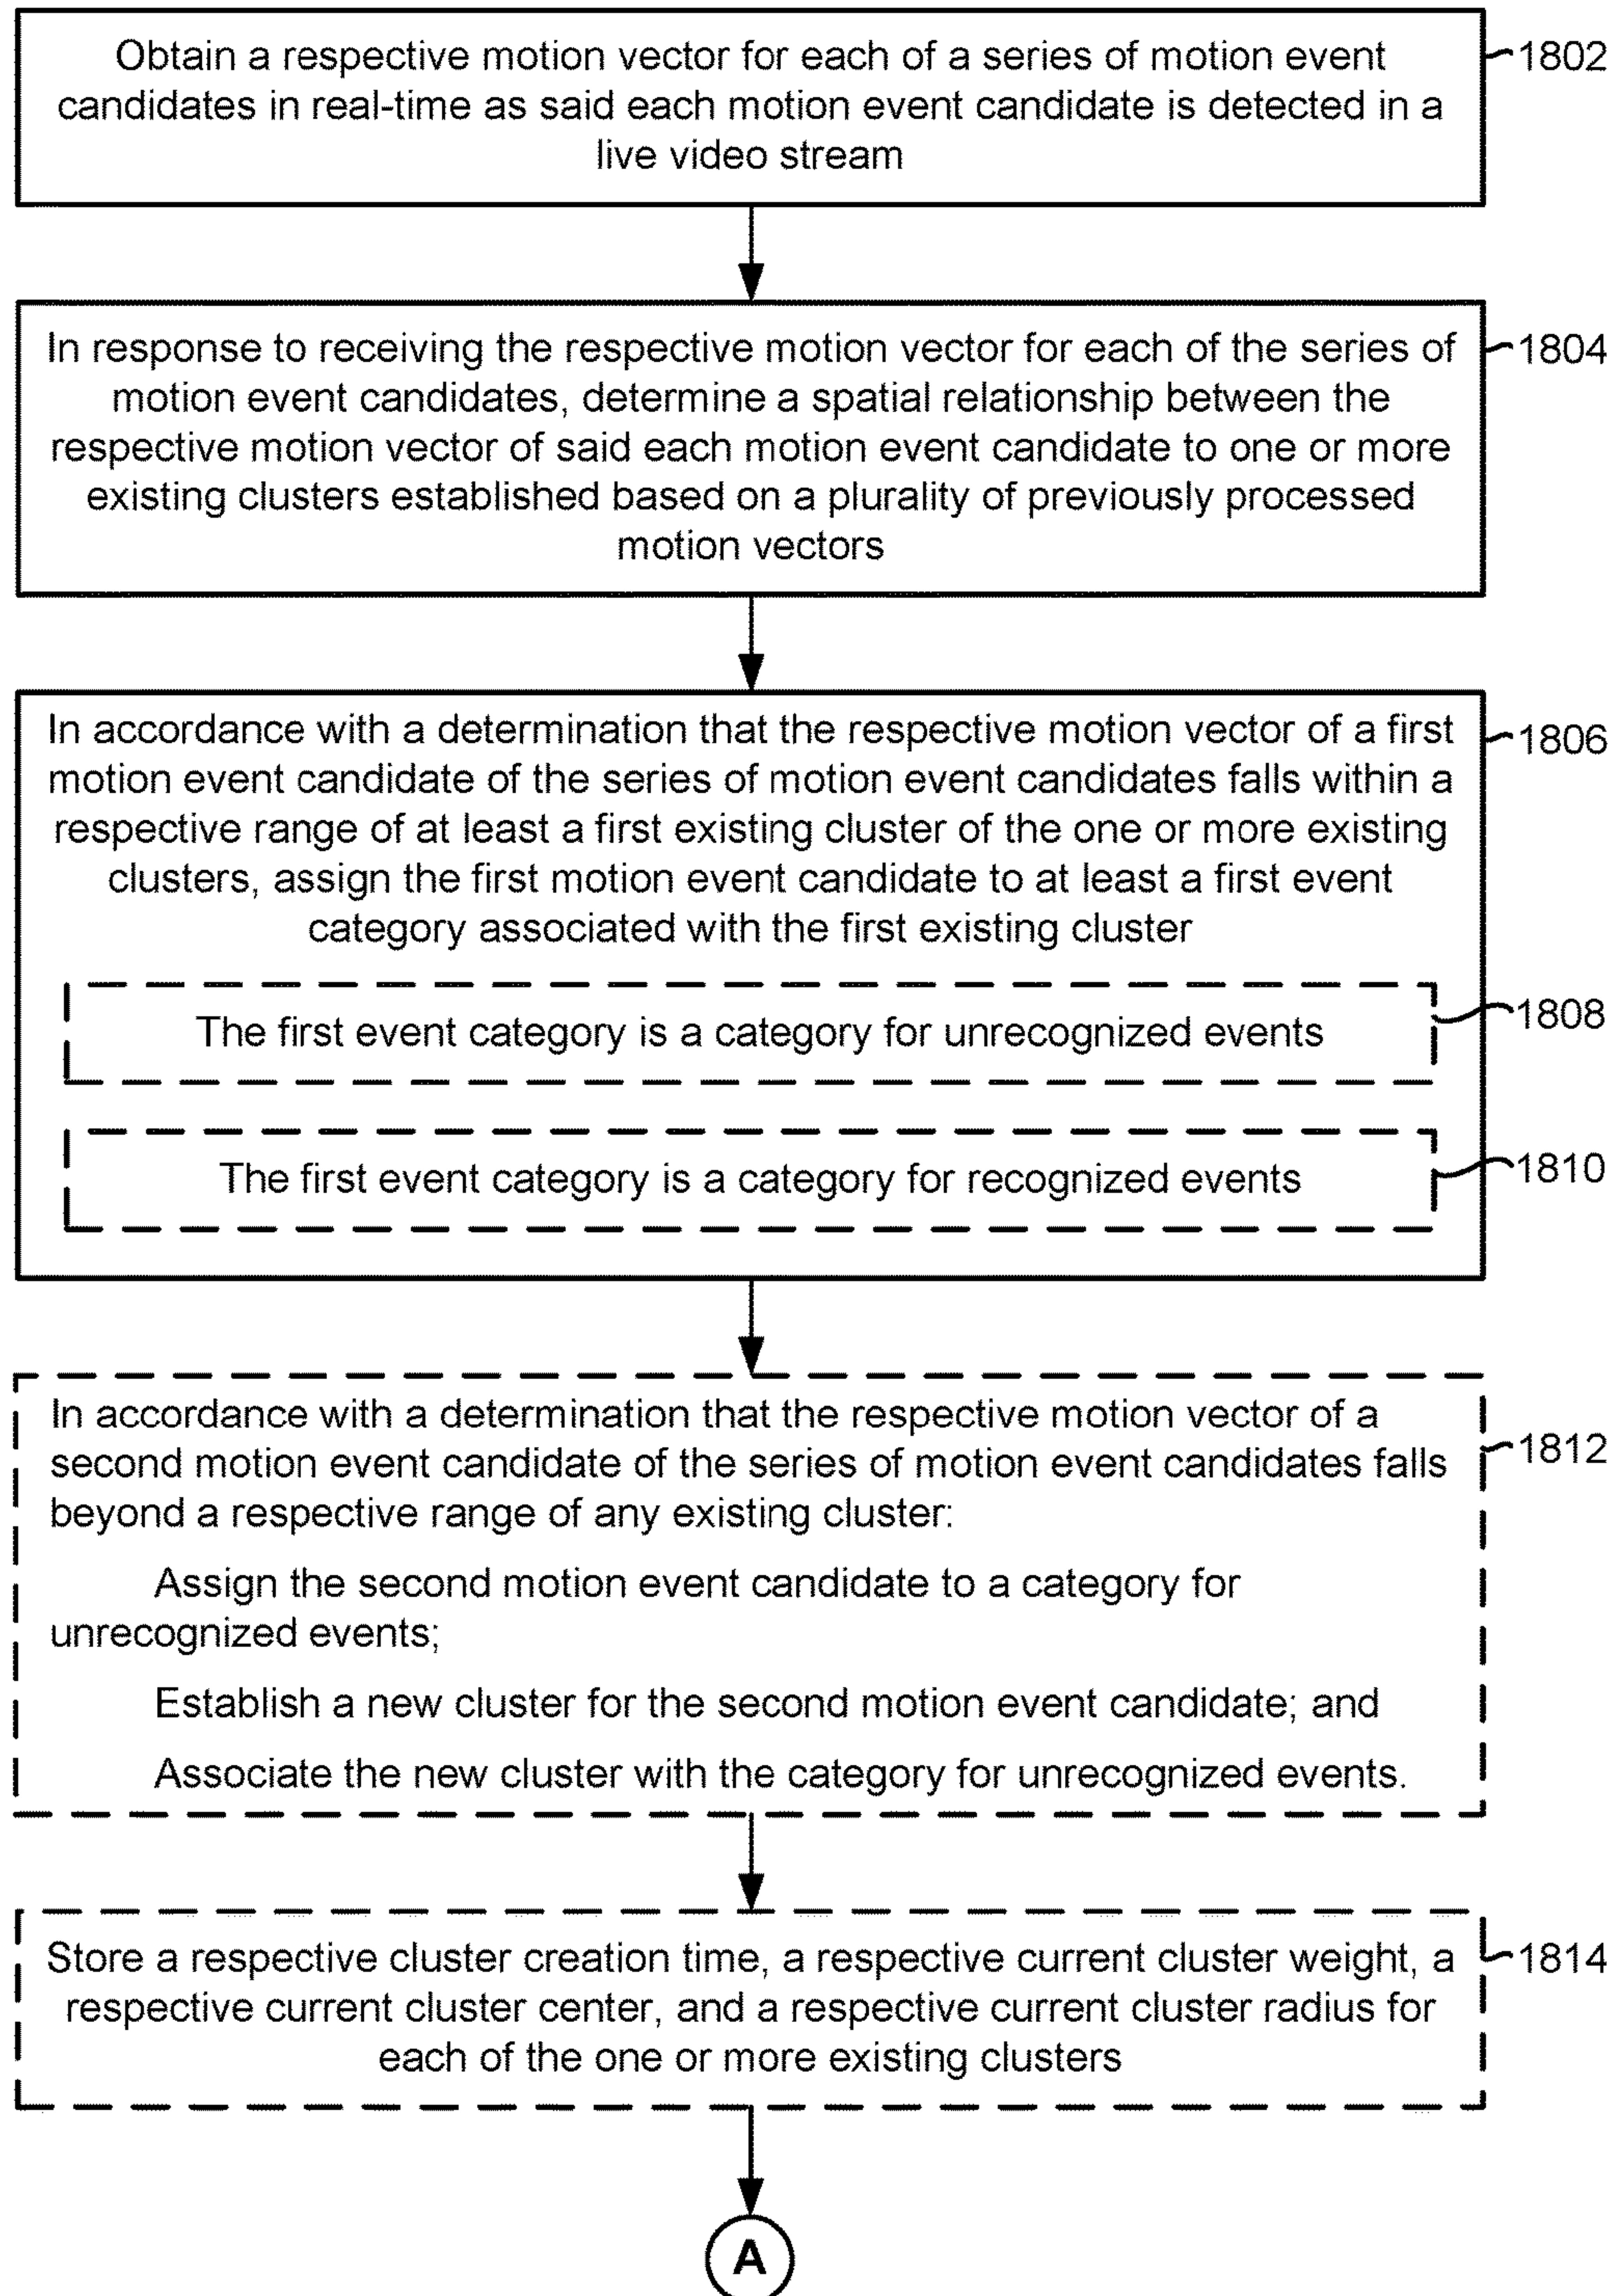 Obtain a respective motion vector for each of a series of motion event
candidates in real-time as said each motion event candidate is detected in a
live video stream
1802
In response to receiving the respective motion vector for each of the series of
motion event candidates, determine a spatial relationship between the
respective motion vector of said each motion event candidate to one or more
existing clusters established based on a plurality of previously processed
motion vectors
1804
In accordance with a determination that the respective motion vector of a first
motion event candidate of the series of motion event candidates falls within a
respective range of at least a first existing cluster of the one or more existing
clusters, assign the first motion event candidate to at least a first event
category associated with the first existing cluster
1806
The first event category is a category for unrecognized events
1808
The first event category is a category for recognized events
1810
In accordance with a determination that the respective motion vector of a
second motion event candidate of the series of motion event candidates falls
beyond a respective range of any existing cluster:
Assign the second motion event candidate to a category for
unrecognized events;
Establish a new cluster for the second motion event candidate; and
Associate the new cluster with the category for unrecognized events.
1812
Store a respective cluster creation time, a respective current cluster weight, a
respective current cluster center, and a respective current cluster radius for
each of the one or more existing clusters
1814
A